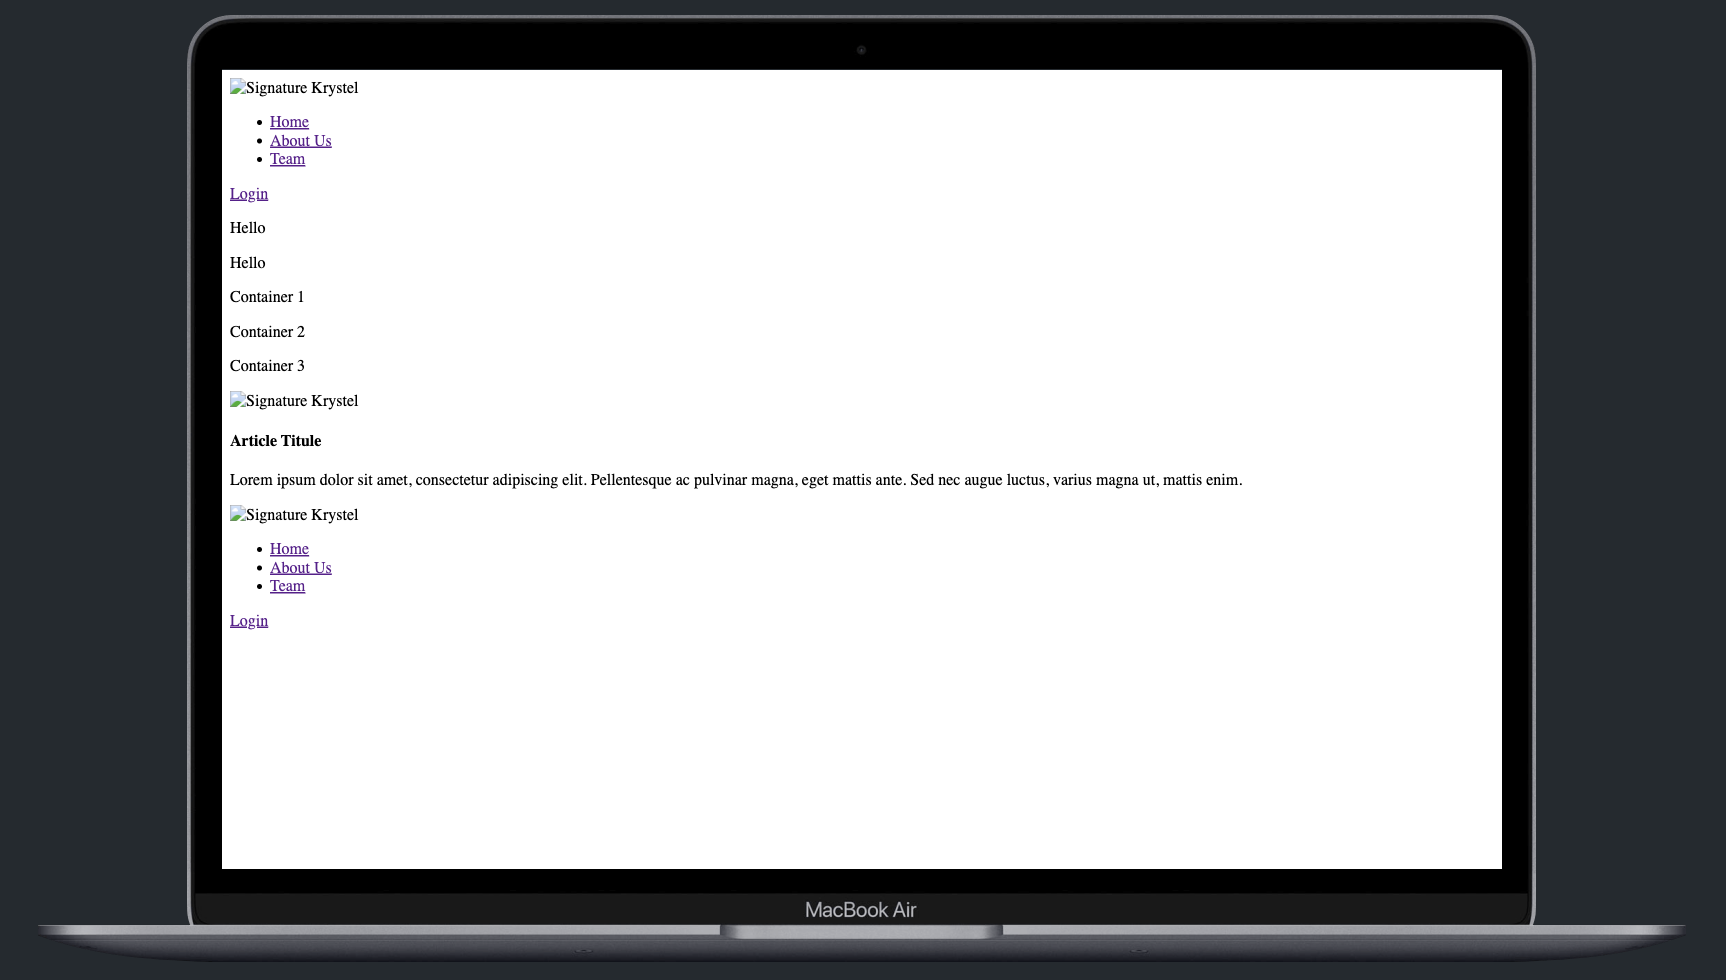 Signature Krystel
Home
About Us
Team
Login
Hello
Hello
Container 1
Container 2
Container 3
Signature Krystel
Article Titule
Lorem ipsum dolor sit amet, consectetur adipiscing elit. Pellentesque ac pulvinar magna, eget mattis ante. Sed nec augue luctus, varius magna ut, mattis enim.
Signature Krystel
Home
About Us
Team
Login
MacBook Air